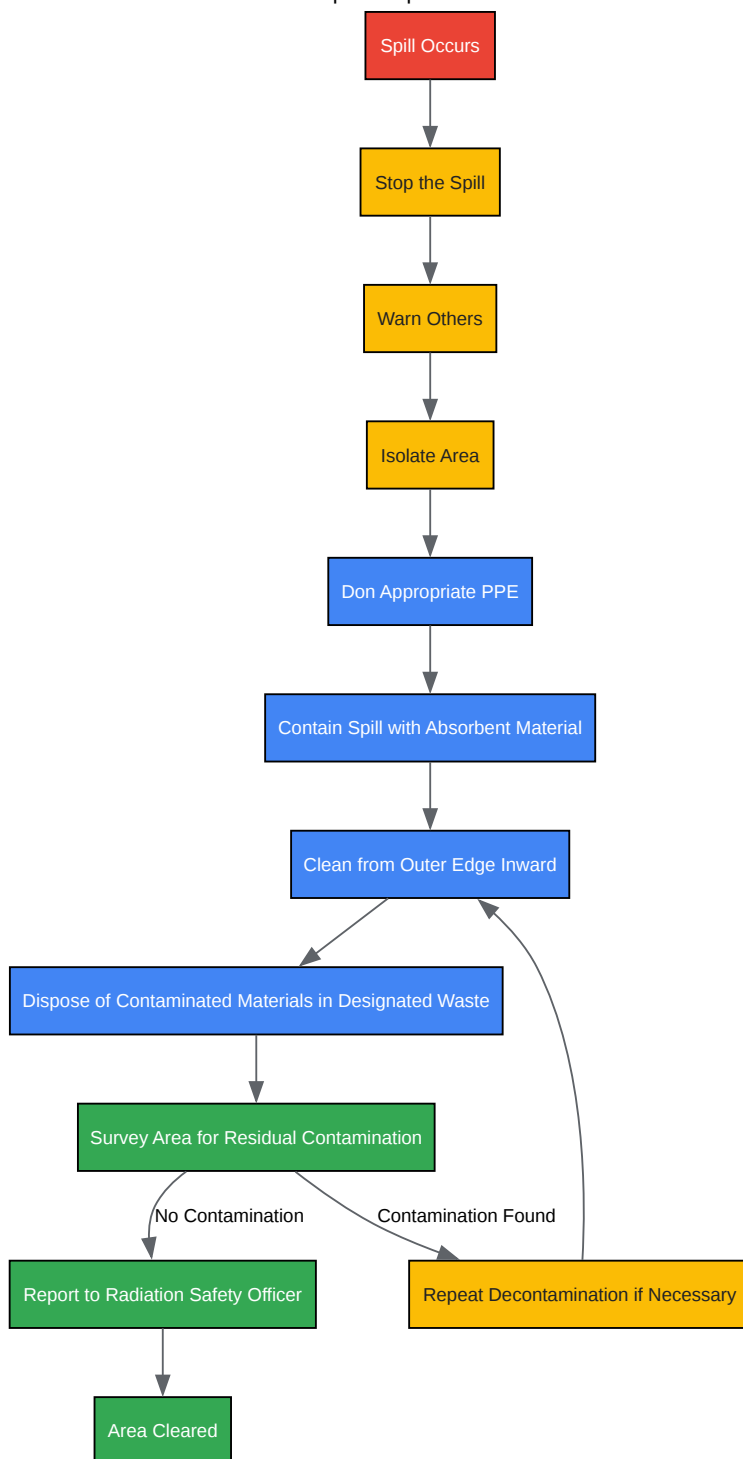 Spill Occurs
Stop the Spill
Warn Others
Isolate Area
Don Appropriate PPE
Contain Spill with Absorbent Material
Clean from Outer Edge Inward
Dispose of Contaminated Materials in Designated Waste
Survey Area for Residual Contamination
No Contamination
Contamination Found
Report to Radiation Safety Officer
Repeat Decontamination if Necessary
Area Cleared